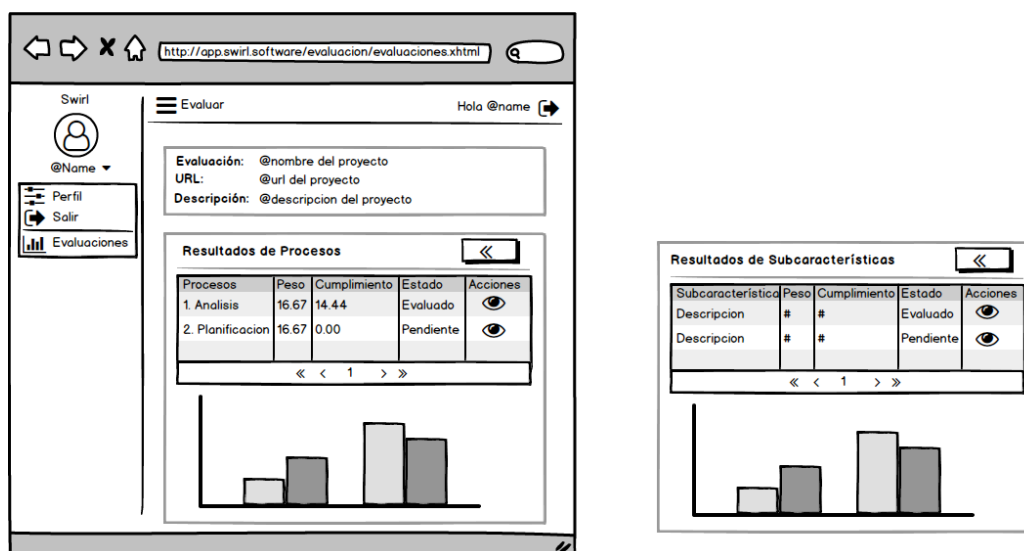 http://app.swirl.software/evaluacion/evaluaciones.xhtml
Swirl
@Name
Perfil
Salir
Evaluaciones
Evaluar
Hola @name
Evaluación: @nombre del proyecto
URL: @url del proyecto
Descripción: @descripcion del proyecto
Resultados de Procesos
«
Procesos Peso Cumplimiento Estado Acciones
1. Analisis 16.67 14.44 Evaluado
2. Planificacion 16.67 0.00 Pendiente
« < 1 > »
Resultados de Subcaracterísticas
«
Subcaracterística Peso Cumplimiento Estado Acciones
Descripcion # # Evaluado
Descripcion # # Pendiente
« < 1 > »